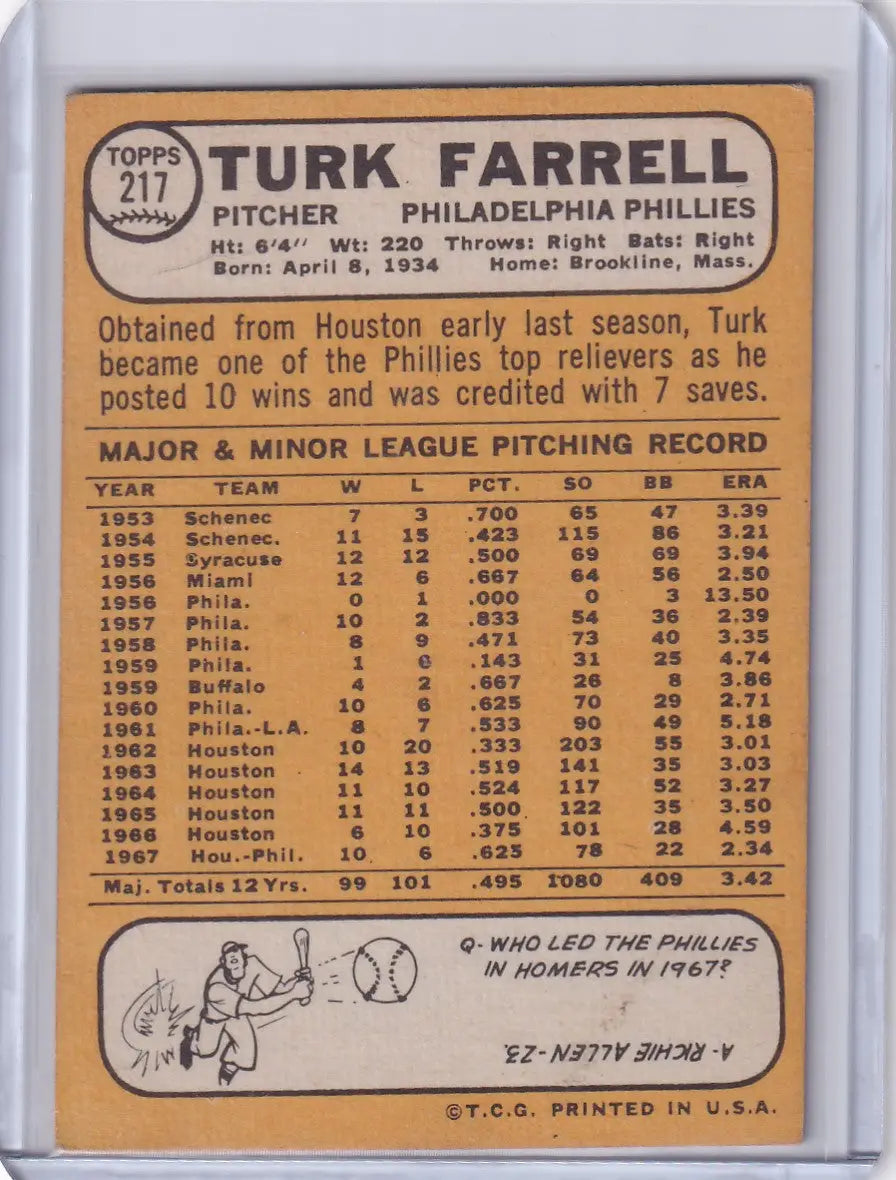 TOPPS
217
TURK FARRELL
PITCHER PHILADELPHIA PHILLIES
Ht: 6'4" Wt: 220 Throws: Right Bats: Right
Born: April 8, 1934 Home: Brookline, Mass.
Obtained from Houston early last season, Turk
became one of the Phillies top relievers as he
posted 10 wins and was credited with 7 saves.
MAJOR & MINOR LEAGUE PITCHING RECORD
YEAR TEAM W L PCT. SO BB ERA
1953 Schenec 7 3 .700 65 47 3.39
1954 Schenec. 11 15 .423 115 86 3.21
1955 Syracuse 12 12 .500 69 69 3.94
1956 Miami 12 6 .667 64 56 2.50
1956 Phila. 0 1 .000 0 3 13.50
1957 Phila. 10 2 .833 54 36 2.39
1958 Phila. 8 9 .471 73 40 3.35
1959 Phila. 1 6 .143 31 25 4.74
1959 Buffalo 4 2 .667 26 8 3.86
1960 Phila. 10 6 .625 70 29 2.71
1961 Phila.-L.A. 8 7 .533 90 49 5.18
1962 Houston 10 20 .333 203 55 3.01
1963 Houston 14 13 .519 141 35 3.03
1964 Houston 11 10 .524 117 52 3.27
1965 Houston 11 11 .500 122 35 3.50
1966 Houston 6 10 .375 101 28 4.59
1967 Hou.-Phil. 10 6 .625 78 22 2.34
Maj. Totals 12 Yrs. 99 101 .495 1080 409 3.42
Q- WHO LED THE PHILLIES
IN HOMERS IN 1967?
A- RICHIE ALLEN-23.
©T.C.G. PRINTED IN U.S.A.